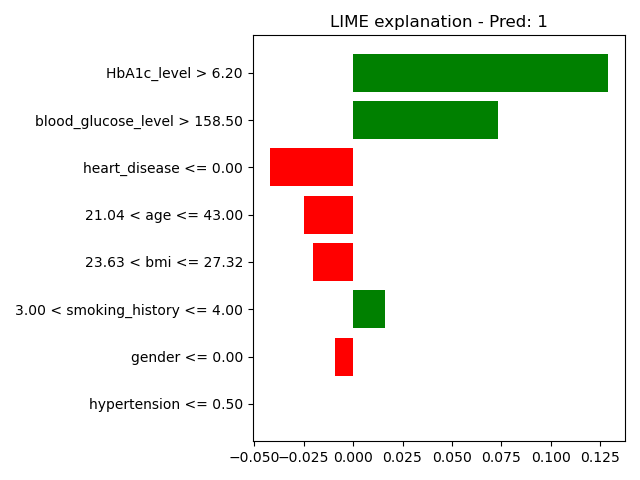 LIME explanation - Pred: 1
HbA1c_level > 6.20
blood_glucose_level > 158.50
heart_disease <= 0.00
21.04 < age <= 43.00
23.63 < bmi <= 27.32
3.00 < smoking_history <= 4.00
gender <= 0.00
hypertension <= 0.50
−0.050 −0.025 0.000 0.025 0.050 0.075 0.100 0.125